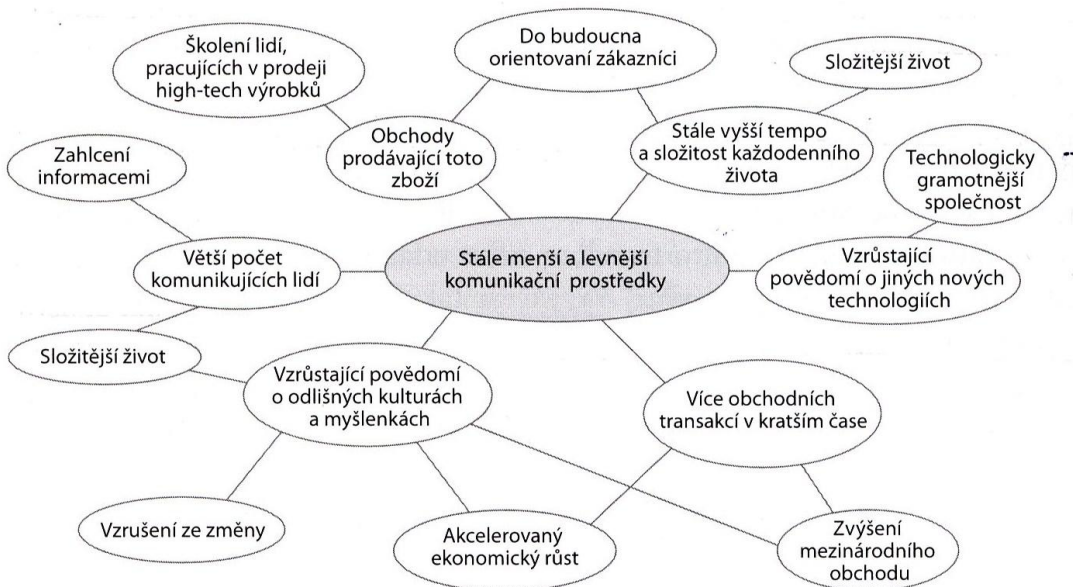 Školení lidí,
pracujících v prodeji
high-tech výrobků
Do budoucna
orientovaní zákazníci
Složitější život
Obchody
prodávající toto
zboží
Stále vyšší tempo
a složitost každodenního
života
Technologicky
gramotnější
společnost
Zahlcení
informacemi
Větší počet
komunikujících lidí
Stále menší a levnější
komunikační prostředky
Vzrůstající
povědomí o jiných nových
technologiích
Složitější život
Vzrůstající povědomí
o odlišných kulturách
a myšlenkách
Více obchodních
transakcí v kratším čase
Vzrušení ze změny
Akcelerovaný
ekonomický růst
Zvýšení
mezinárodního
obchodu